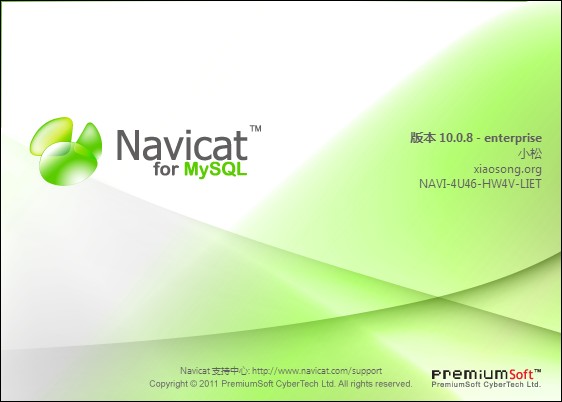 Navicat™
for MySQL
版本 10.0.8 - enterprise
小松
xiaosong.org
NAVI-4U46-HW4V-LIET
Navicat 支持中心: http://www.navicat.com/support
Copyright © 2011 PremiumSoft CyberTech Ltd. All rights reserved.
PREMIUMSoft™
PremiumSoft CyberTech Ltd.